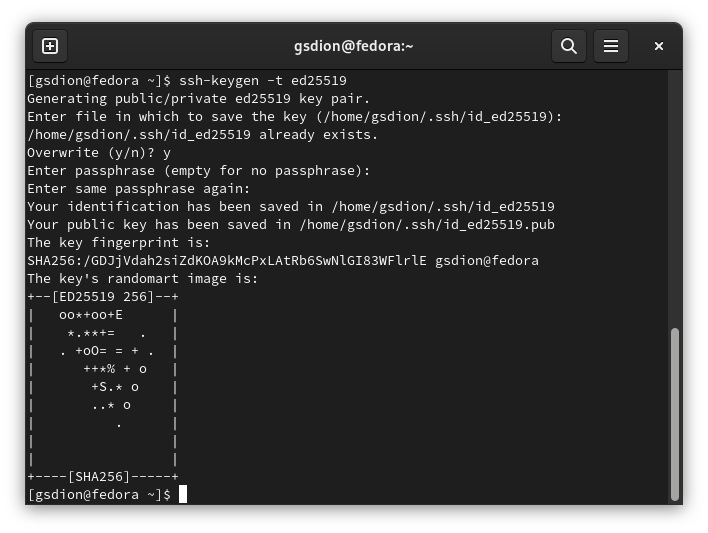 gsdion@fedora:~
[gsdion@fedora ~]$ ssh-keygen -t ed25519
Generating public/private ed25519 key pair.
Enter file in which to save the key (/home/gsdion/.ssh/id_ed25519):
/home/gsdion/.ssh/id_ed25519 already exists.
Overwrite (y/n)? y
Enter passphrase (empty for no passphrase):
Enter same passphrase again:
Your identification has been saved in /home/gsdion/.ssh/id_ed25519
Your public key has been saved in /home/gsdion/.ssh/id_ed25519.pub
The key fingerprint is:
SHA256:/GDJjVdah2siZdKOA9kMcPxLAtRb6SwNlGI83WFlrlE gsdion@fedora
The key's randomart image is:
+--[ED25519 256]--+
|   oo*+oo+E      |
|    *.**+=   .   |
|   . +oO= = + .  |
|      ++*% + o   |
|       +S.* o    |
|       ..* o     |
|          .      |
|                 |
|                 |
+----[SHA256]-----+
[gsdion@fedora ~]$